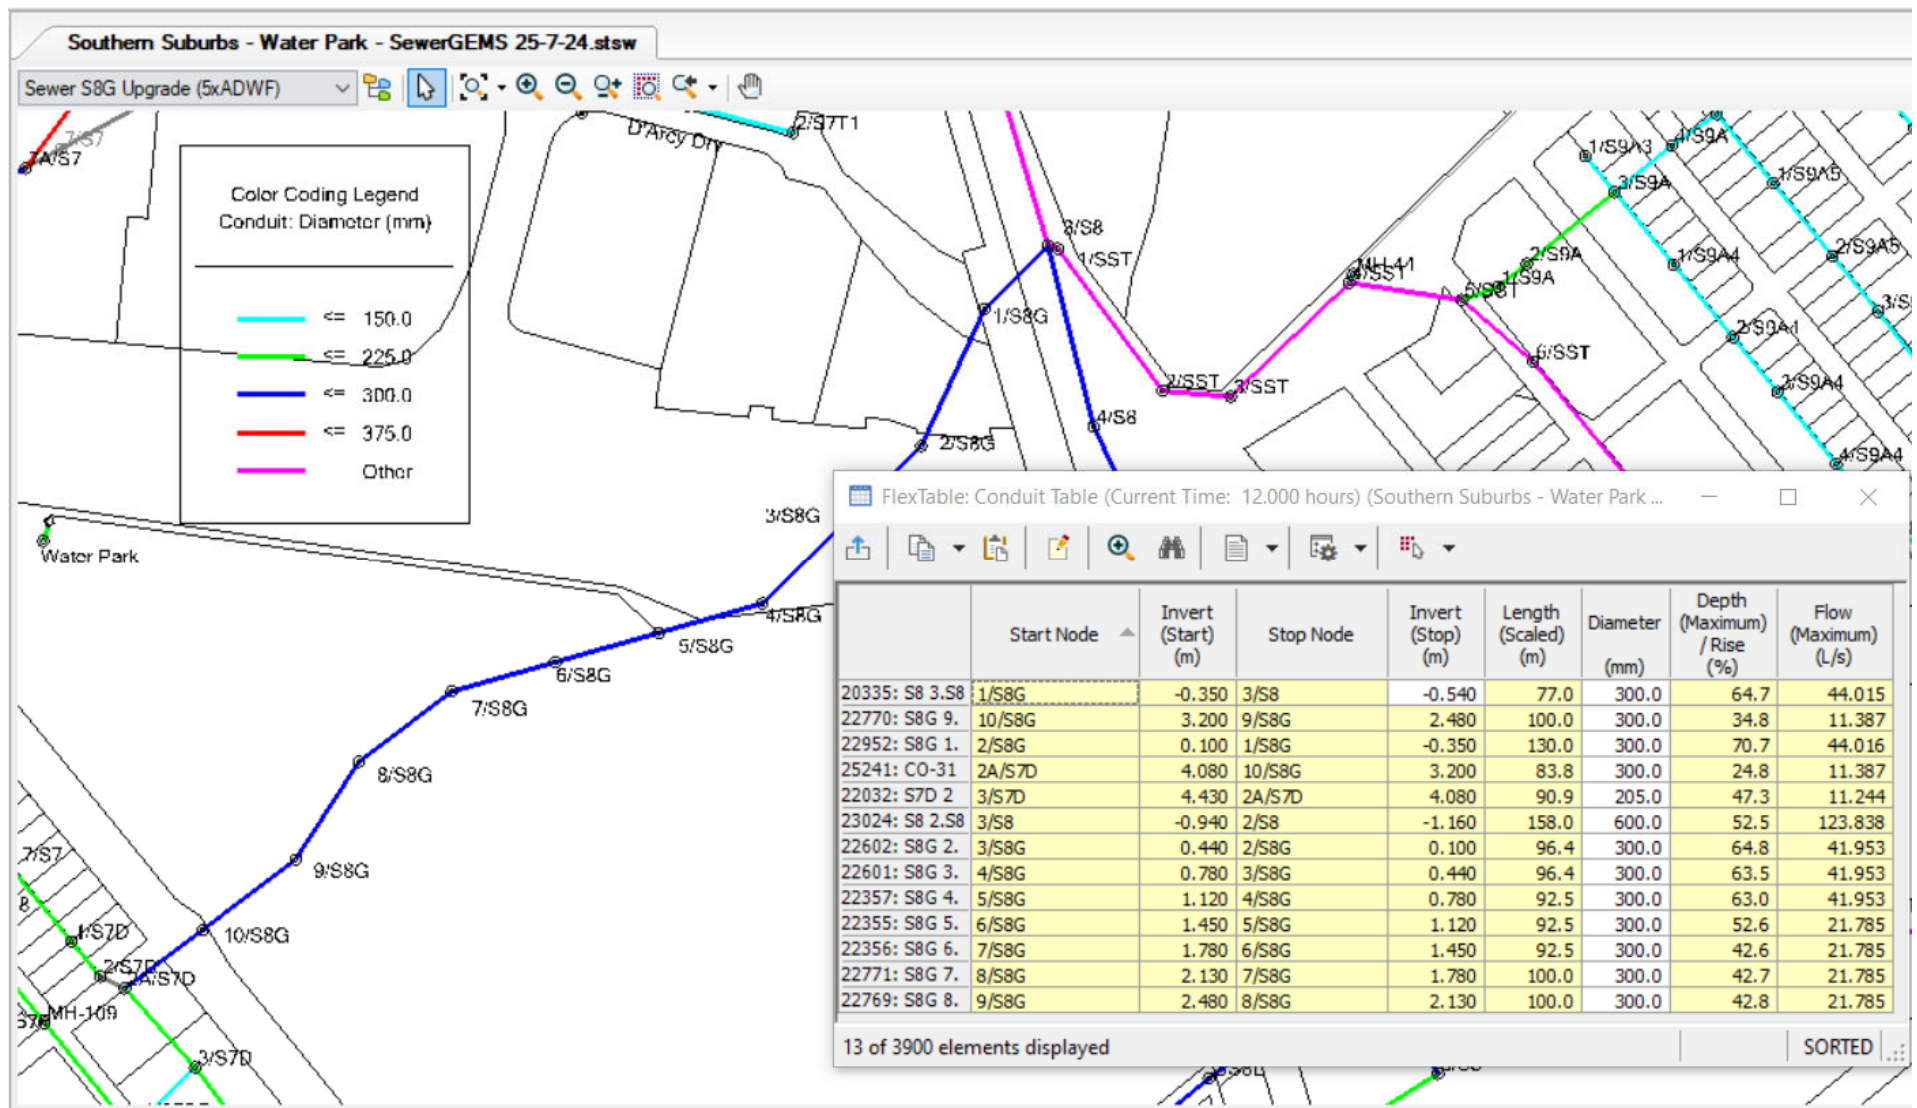 Southern Suburbs - Water Park - SewerGEMS 25-7-24.stsw
Sewer S8G Upgrade (5xADWF)
7/S7
7A/S7
Color Coding Legend
Conduit: Diameter (mm)
<= 150.0
<= 225.0
<= 300.0
<= 375.0
Other
D'Arcy Dr
2/S7T1
3/S8
1/SST
1/S8G
2/SST
3/SST
4/S8
2/S8G
MH-44
4/SST
5/SST
1/S9A
2/S9A
3/S9A
4/S9A
1/S9A3
1/S9A5
2/S9A5
1/S9A4
2/S9A4
3/S9A4
4/S9A4
6/SST
Water Park
3/S8G
4/S8G
5/S8G
6/S8G
7/S8G
8/S8G
9/S8G
10/S8G
7/S7
8
1/S7D
2/S7D
2A/S7D
MH-109
3/S7D
FlexTable: Conduit Table (Current Time: 12.000 hours) (Southern Suburbs - Water Park ...
Start Node Invert (Start) (m) Stop Node Invert (Stop) (m) Length (Scaled) (m) Diameter (mm) Depth (Maximum) / Rise (%) Flow (Maximum) (L/s)
20335: S8 3.S8 1/S8G -0.350 3/S8 -0.540 77.0 300.0 64.7 44.015
22770: S8G 9. 10/S8G 3.200 9/S8G 2.480 100.0 300.0 34.8 11.387
22952: S8G 1. 2/S8G 0.100 1/S8G -0.350 130.0 300.0 70.7 44.016
25241: CO-31 2A/S7D 4.080 10/S8G 3.200 83.8 300.0 24.8 11.387
22032: S7D 2 3/S7D 4.430 2A/S7D 4.080 90.9 205.0 47.3 11.244
23024: S8 2.S8 3/S8 -0.940 2/S8 -1.160 158.0 600.0 52.5 123.838
22602: S8G 2. 3/S8G 0.440 2/S8G 0.100 96.4 300.0 64.8 41.953
22601: S8G 3. 4/S8G 0.780 3/S8G 0.440 96.4 300.0 63.5 41.953
22357: S8G 4. 5/S8G 1.120 4/S8G 0.780 92.5 300.0 63.0 41.953
22355: S8G 5. 6/S8G 1.450 5/S8G 1.120 92.5 300.0 52.6 21.785
22356: S8G 6. 7/S8G 1.780 6/S8G 1.450 92.5 300.0 42.6 21.785
22771: S8G 7. 8/S8G 2.130 7/S8G 1.780 100.0 300.0 42.7 21.785
22769: S8G 8. 9/S8G 2.480 8/S8G 2.130 100.0 300.0 42.8 21.785
13 of 3900 elements displayed
SORTED